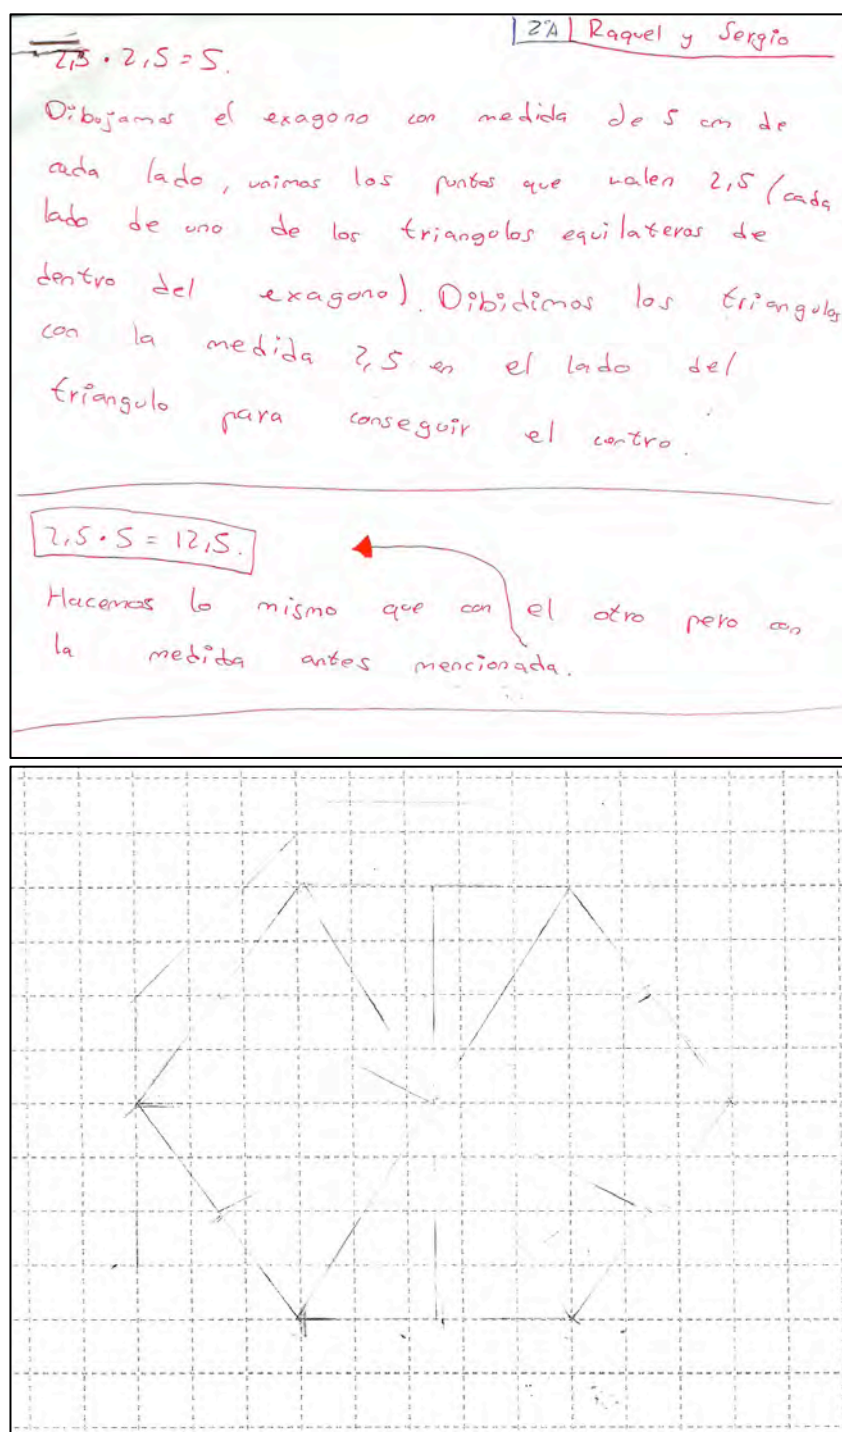 2ºA Raquel y Sergio
2,5 · 2,5 = 5.
Dibujamos el exagono con medida de 5 cm de
cada lado, unimos los puntos que valen 2,5 (cada
lado de uno de los triangulos equilateros de
dentro del exagono). Dibidimos los triangulos
con la medida 2,5 en el lado del
triangulo para conseguir el centro.
2,5 · 5 = 12,5.
Hacemos lo mismo que con el otro pero con
la medida antes mencionada.